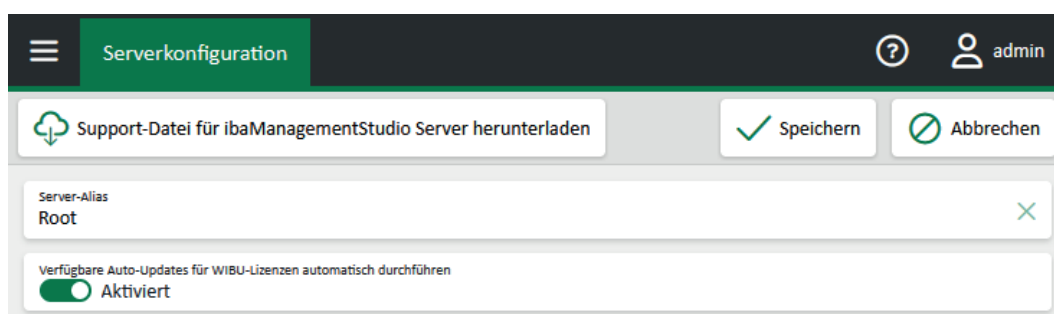 Serverkonfiguration
? admin
Support-Datei für ibaManagementStudio Server herunterladen
Speichern
Abbrechen
Server-Alias
Root
Verfügbare Auto-Updates für WIBU-Lizenzen automatisch durchführen
Aktiviert